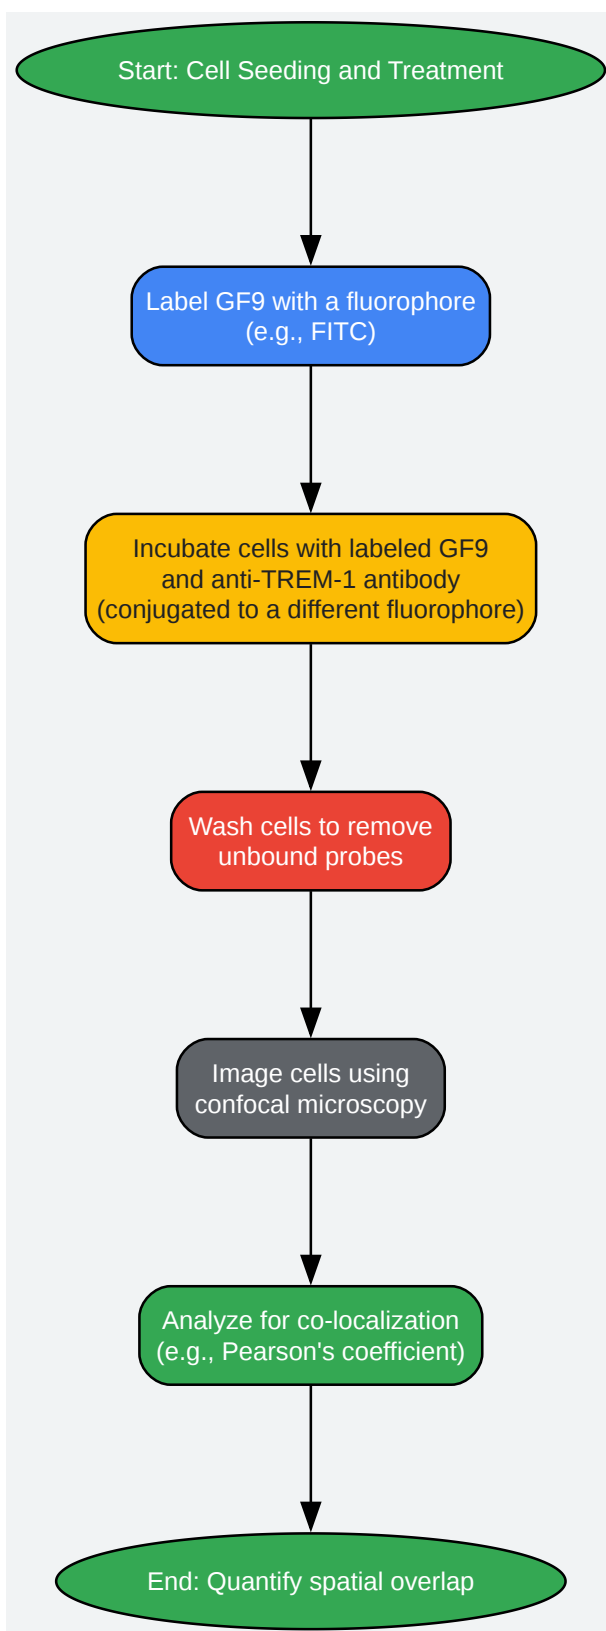 Start: Cell Seeding and Treatment
Label GF9 with a fluorophore
(e.g., FITC)
Incubate cells with labeled GF9
and anti-TREM-1 antibody
(conjugated to a different fluorophore)
Wash cells to remove
unbound probes
Image cells using
confocal microscopy
Analyze for co-localization
(e.g., Pearson's coefficient)
End: Quantify spatial overlap